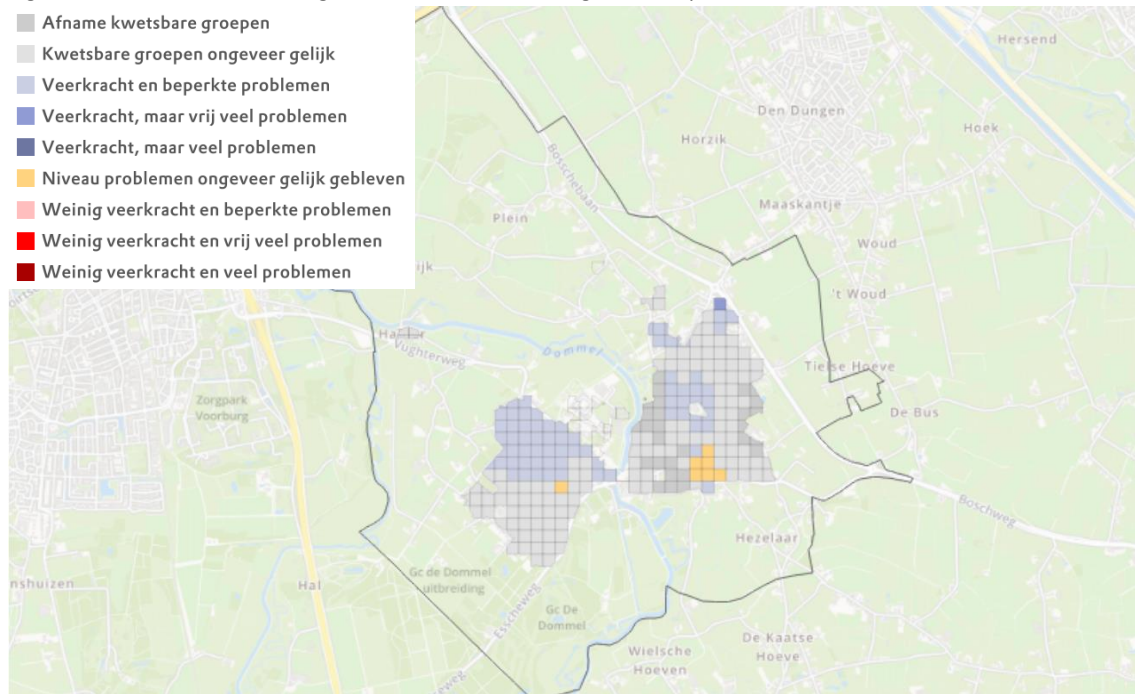 Afname kwetsbare groepen
Kwetsbare groepen ongeveer gelijk
Veerkracht en beperkte problemen
Veerkracht, maar vrij veel problemen
Veerkracht, maar veel problemen
Niveau problemen ongeveer gelijk gebleven
Weinig veerkracht en beperkte problemen
Weinig veerkracht en vrij veel problemen
Weinig veerkracht en veel problemen
Hersend
Den Dungen
Hoek
Horzik
Bosschebaan
Maaskantje
Plein
Woud
't Woud
Vughterweg
Dommel
Tielse Hoeve
Zorgpark
Voorburg
De Bus
Boschweg
Hezelaar
Gc de Dommel
uitbreiding
Hal
Esscheweg
Gc De
Dommel
De Kaatse
Hoeve
Wielsche
Hoeven